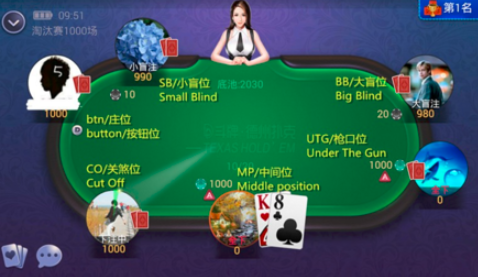 09:51
第1名
淘汰赛1000场
小盲注
990
SB/小盲位
Small Blind
底池:2030
BB/大盲位
Big Blind
大盲注
980
5
1000
10
20
btn/庄位
button/按钮位
D
UTG/枪口位
Under The Gun
CO/关煞位
Cut Off
MP/中间位
Middle position
1000
0
1000
1000
0
K 8